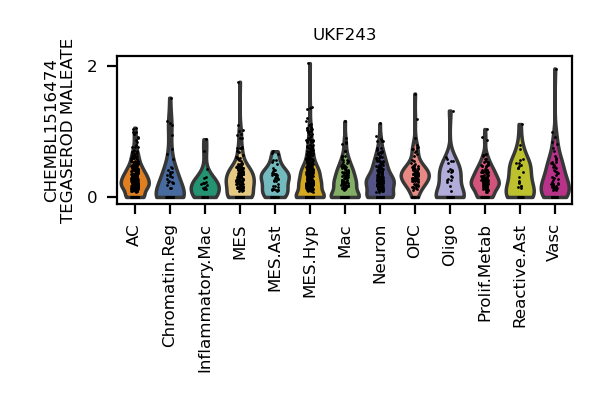 UKF243
CHEMBL1516474
TEGASEROD MALEATE
2
0
AC
Chromatin.Reg
Inflammatory.Mac
MES
MES.Ast
MES.Hyp
Mac
Neuron
OPC
Oligo
Prolif.Metab
Reactive.Ast
Vasc